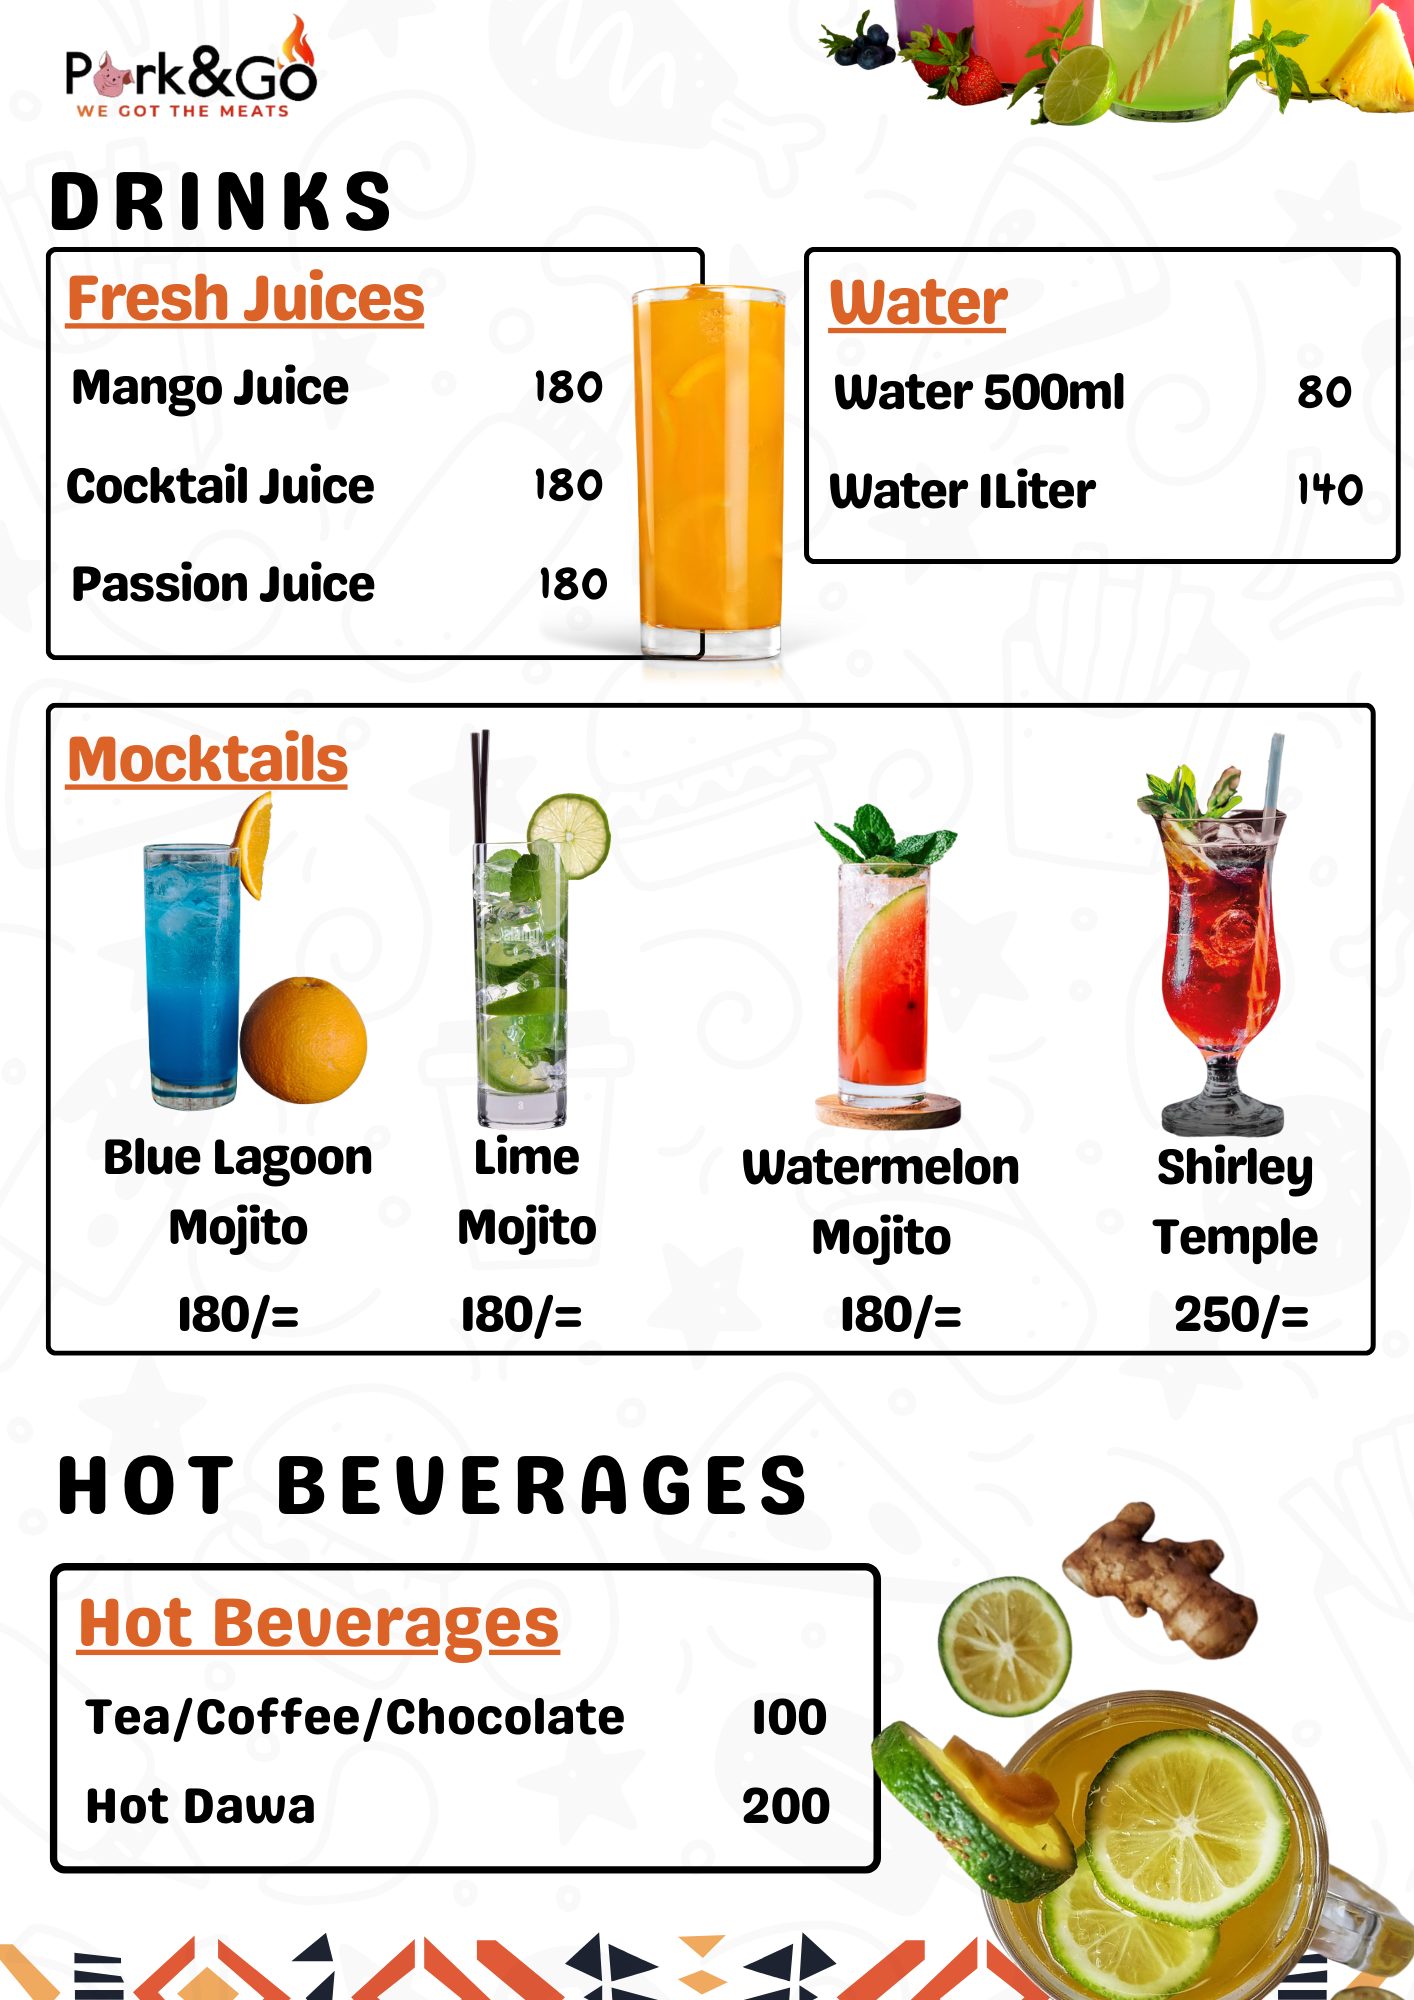 Pork&Go
WE GOT THE MEATS
DRINKS
Fresh Juices
Mango Juice 180
Cocktail Juice 180
Passion Juice 180
Water
Water 500ml 80
Water 1Liter 140
Mocktails
Blue Lagoon
Mojito
180/=
Lime
Mojito
180/=
Watermelon
Mojito
180/=
Shirley
Temple
250/=
HOT BEVERAGES
Hot Beverages
Tea/Coffee/Chocolate 100
Hot Dawa 200